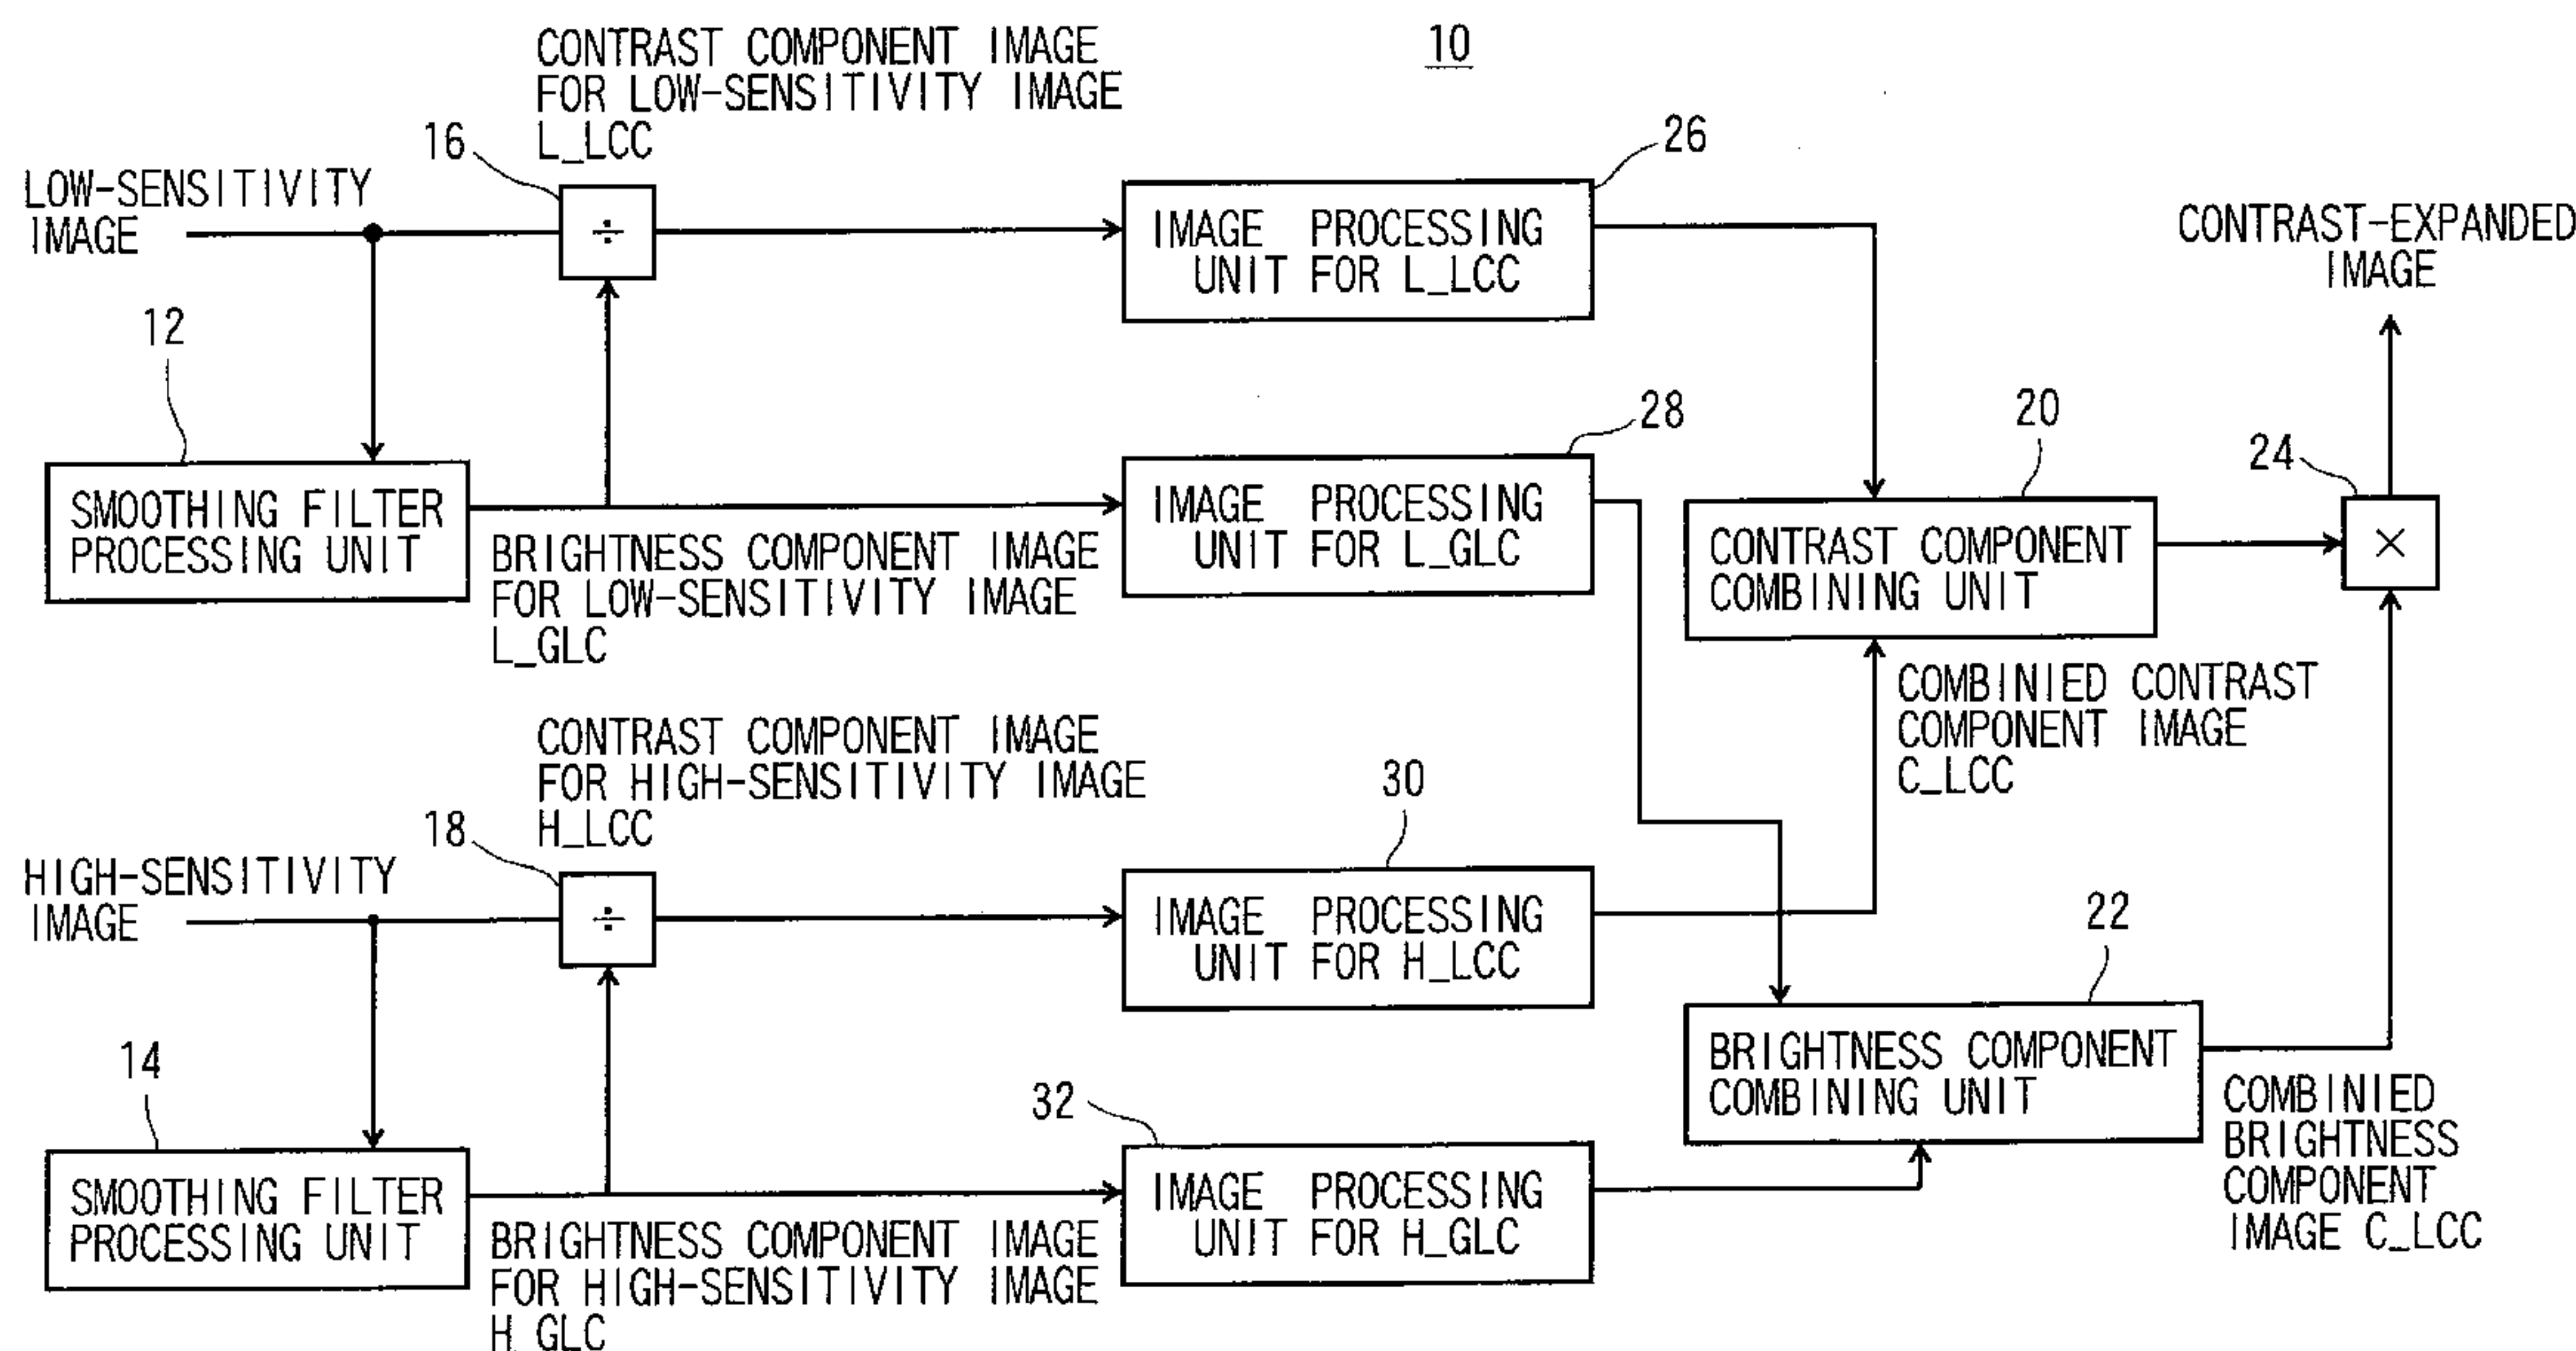 10
CONTRAST COMPONENT IMAGE
FOR LOW-SENSITIVITY IMAGE
L_LCC
16
26
LOW-SENSITIVITY
IMAGE
÷
IMAGE PROCESSING
UNIT FOR L_LCC
CONTRAST-EXPANDED
IMAGE
12
SMOOTHING FILTER
PROCESSING UNIT
BRIGHTNESS COMPONENT IMAGE
FOR LOW-SENSITIVITY IMAGE
L_GLC
28
IMAGE PROCESSING
UNIT FOR L_GLC
20
CONTRAST COMPONENT
COMBINING UNIT
24
×
COMBINIED CONTRAST
COMPONENT IMAGE
C_LCC
CONTRAST COMPONENT IMAGE
FOR HIGH-SENSITIVITY IMAGE
H_LCC
18
30
HIGH-SENSITIVITY
IMAGE
÷
IMAGE PROCESSING
UNIT FOR H_LCC
22
BRIGHTNESS COMPONENT
COMBINING UNIT
14
SMOOTHING FILTER
PROCESSING UNIT
BRIGHTNESS COMPONENT IMAGE
FOR HIGH-SENSITIVITY IMAGE
H_GLC
32
IMAGE PROCESSING
UNIT FOR H_GLC
COMBINIED
BRIGHTNESS
COMPONENT
IMAGE C_LCC